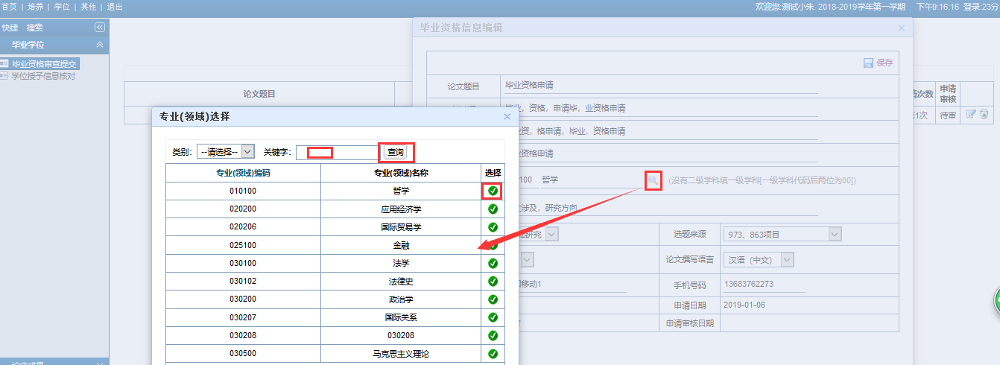 首页 | 培养 | 学位 | 其他 | 退出
欢迎您:测试小朱 2018-2019学年第一学期 下午9:16:16 登录:23分
快捷 搜索
毕业学位
毕业资格审查提交
学位授予信息核对
论文题目
请次数
申请审核
第1次
待审
毕业资格信息编辑
保存
论文题目
毕业资格申请
毕业，资格，申请毕，业资格申请
业资，格申请，毕业，资格申请
业资格申请
100 哲学
(没有二级学科填一级学科[一级学科代码后两位为00])
涉及，研究方向
研究
选题来源
973、863项目
论文撰写语言
汉语（中文）
移动1
手机号码
13683762273
申请日期
2019-01-06
申请审核日期
专业(领域)选择
类别: --请选择-- 关键字: 查询
专业(领域)编码 专业(领域)名称 选择
010100 哲学
020200 应用经济学
020206 国际贸易学
025100 金融
030100 法学
030102 法律史
030200 政治学
030207 国际关系
030208 030208
030500 马克思主义理论